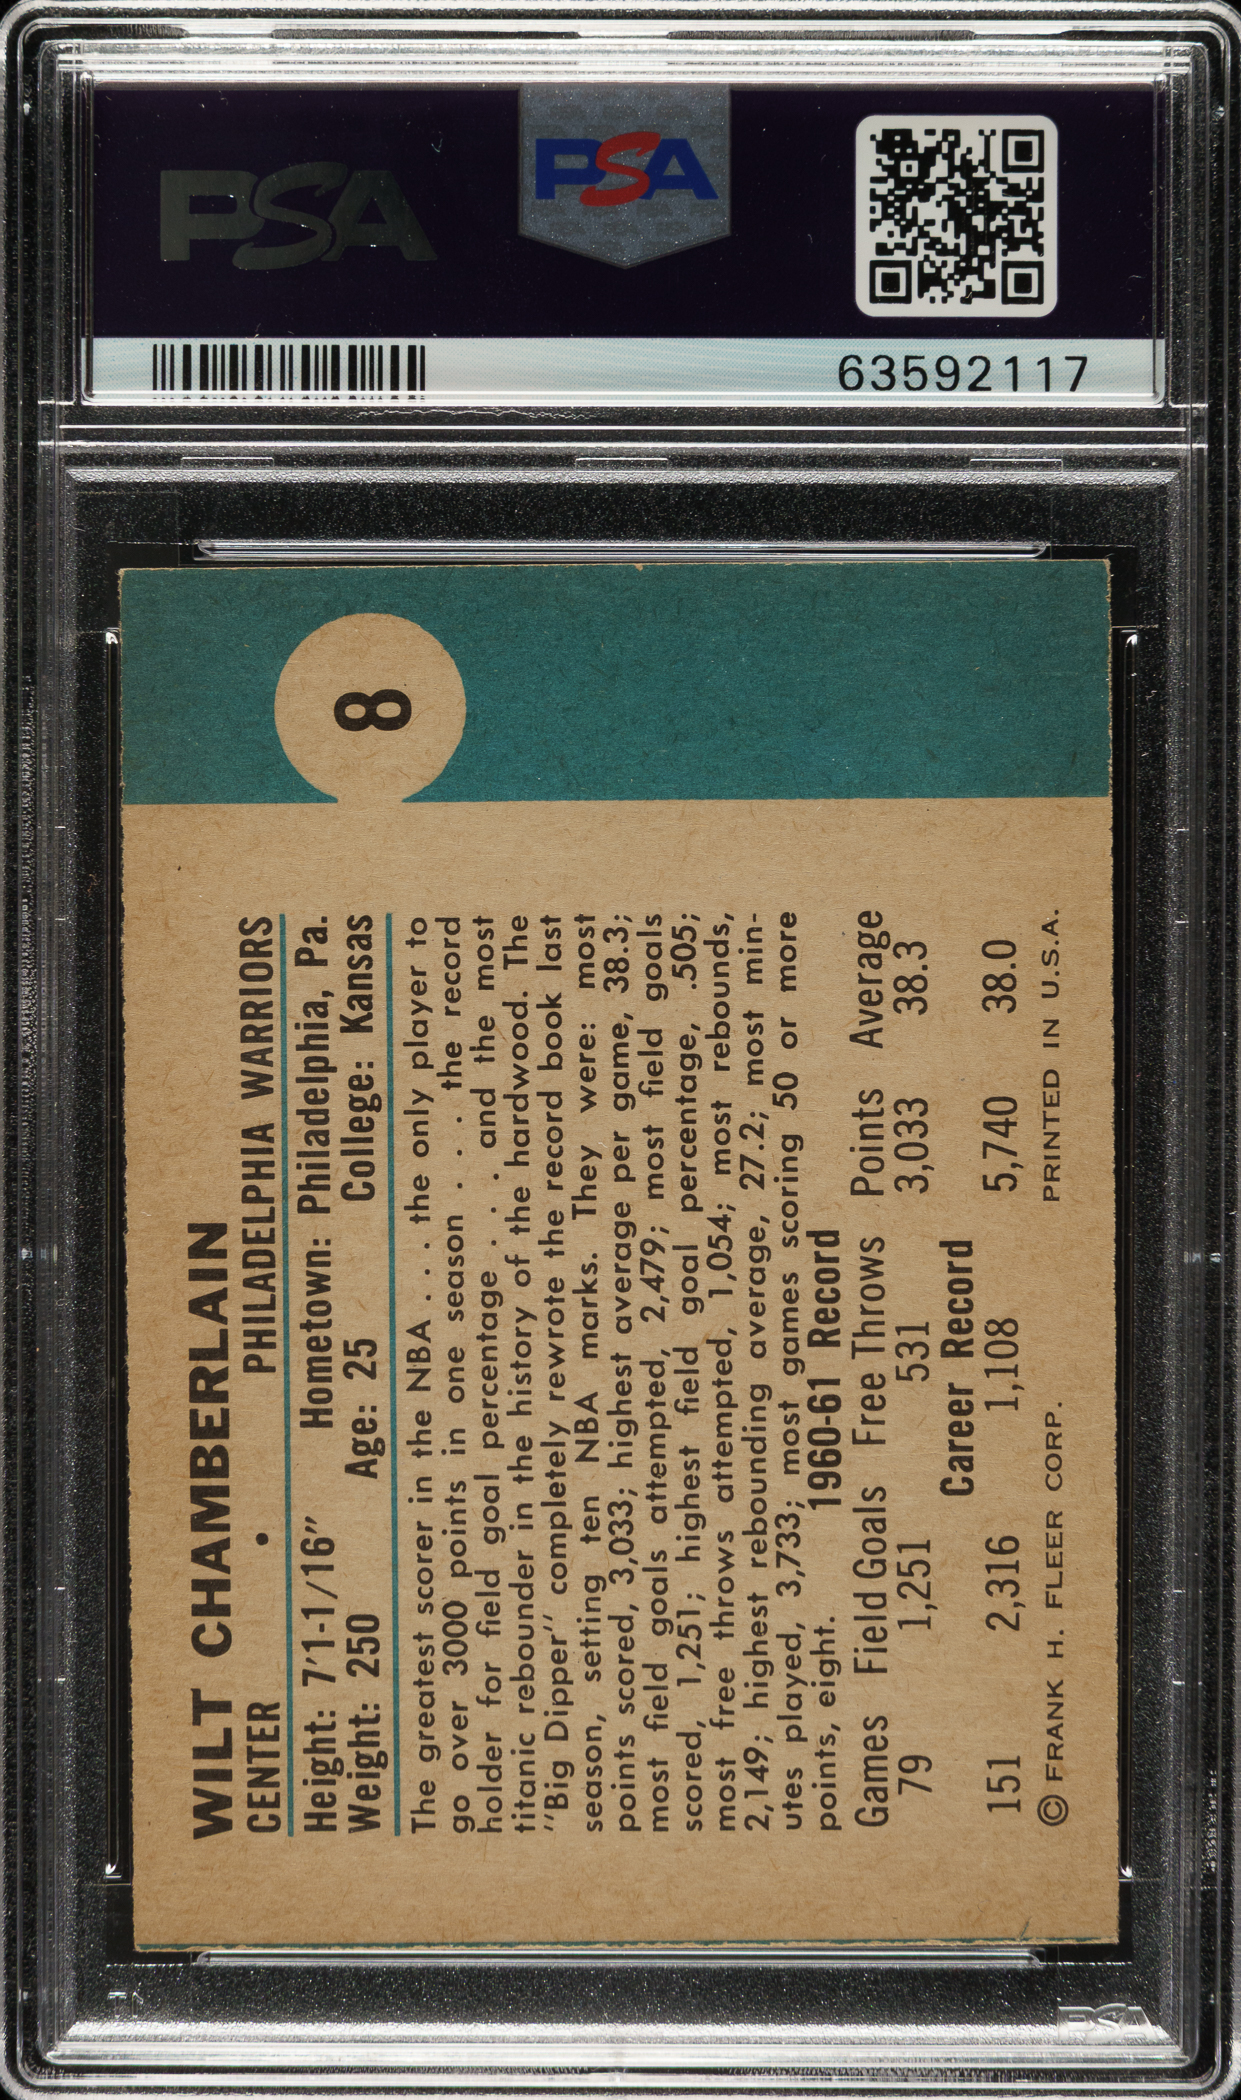 PSA
PSA
63592117
8
WILT CHAMBERLAIN
CENTER • PHILADELPHIA WARRIORS
Height: 7'1-1/16" Hometown: Philadelphia, Pa.
Weight: 250 Age: 25 College: Kansas
The greatest scorer in the NBA . . . the only player to
go over 3000 points in one season . . . the record
holder for field goal percentage . . . and the most
titanic rebounder in the history of the hardwood. The
"Big Dipper" completely rewrote the record book last
season, setting ten NBA marks. They were: most
points scored, 3,033; highest average per game, 38.3;
most field goals attempted, 2,479; most field goals
scored, 1,251; highest field goal percentage, .505;
most free throws attempted, 1,054; most rebounds,
2,149; highest rebounding average, 27.2; most min-
utes played, 3,733; most games scoring 50 or more
points, eight.
1960-61 Record
Games Field Goals Free Throws Points Average
79 1,251 531 3,033 38.3
Career Record
151 2,316 1,108 5,740 38.0
© FRANK H. FLEER CORP. PRINTED IN U.S.A.
PSA